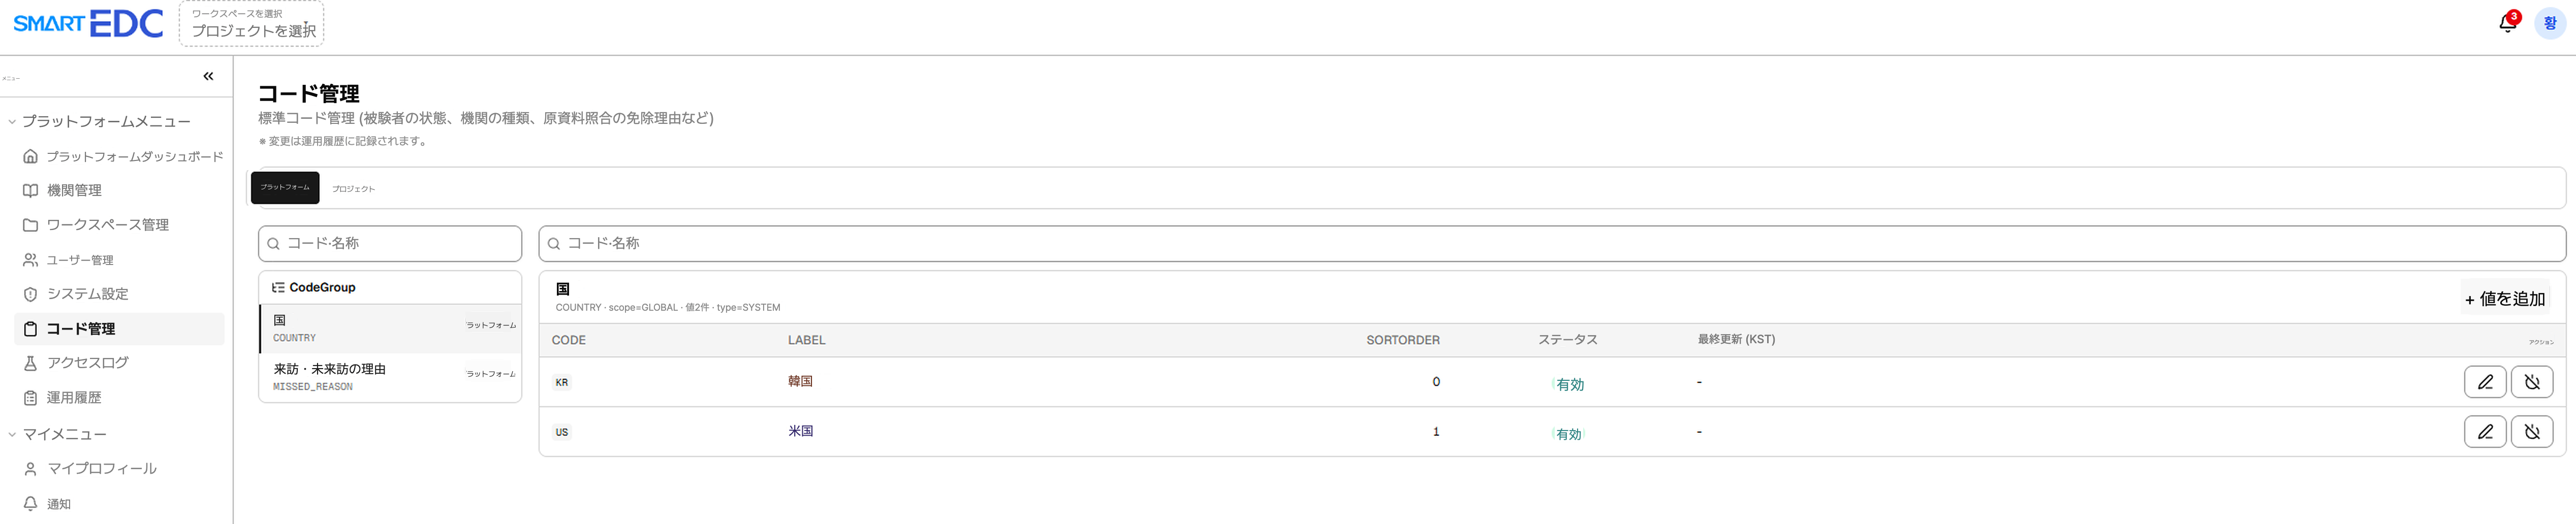 SMART EDC
ワークスペースを選択
プロジェクトを選択
3
황
メニュー
プラットフォームメニュー
プラットフォームダッシュボード
機関管理
ワークスペース管理
ユーザー管理
システム設定
コード管理
アクセスログ
運用履歴
マイメニュー
マイプロフィール
通知
コード管理
標準コード管理 (被験者の状態、機関の種類、原資料照合の免除理由など)
※ 変更は運用履歴に記録されます。
プラットフォーム プロジェクト
コード·名称
CodeGroup
国
COUNTRY
ラットフォーム
来訪・未来訪の理由
MISSED_REASON
ラットフォーム
コード·名称
国
COUNTRY · scope=GLOBAL · 値2件 · type=SYSTEM
+ 値を追加
CODE LABEL SORTORDER ステータス 最終更新 (KST) アクション
KR 韓国 0 有効 -
US 米国 1 有効 -